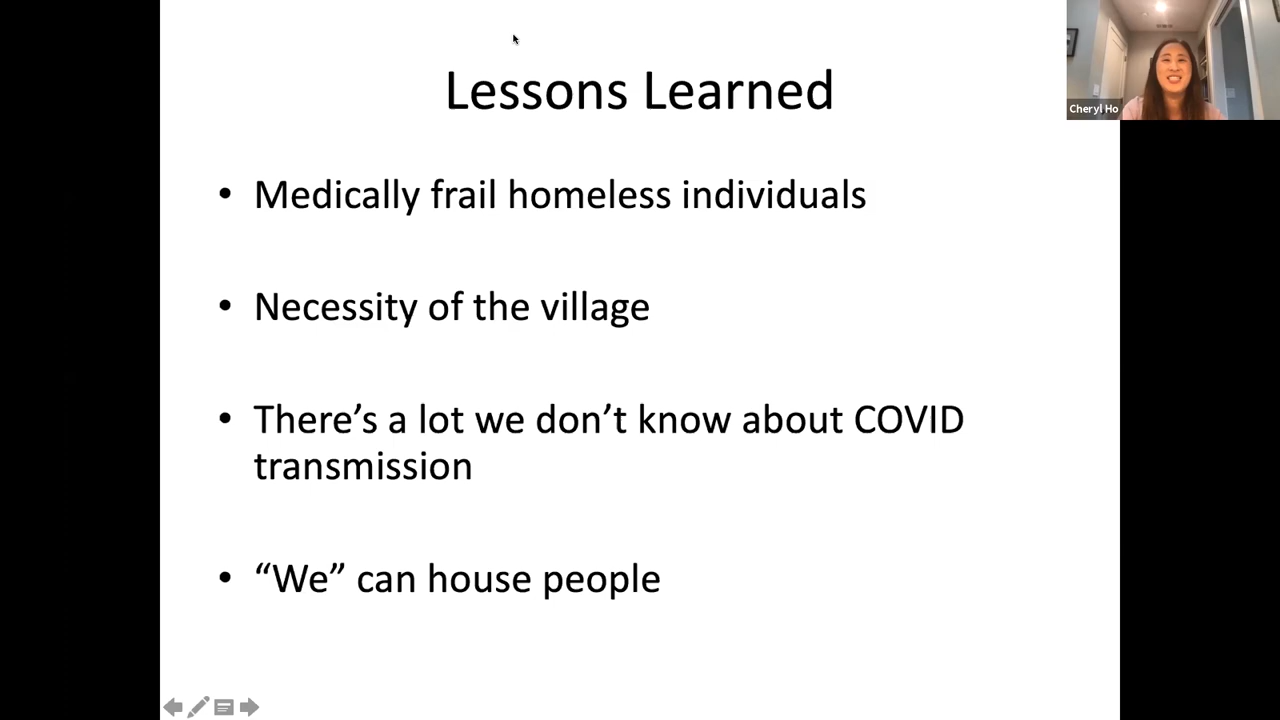 Lessons Learned
Cheryl Ho
• Medically frail homeless individuals
• Necessity of the village
• There’s a lot we don’t know about COVID
transmission
• “We” can house people